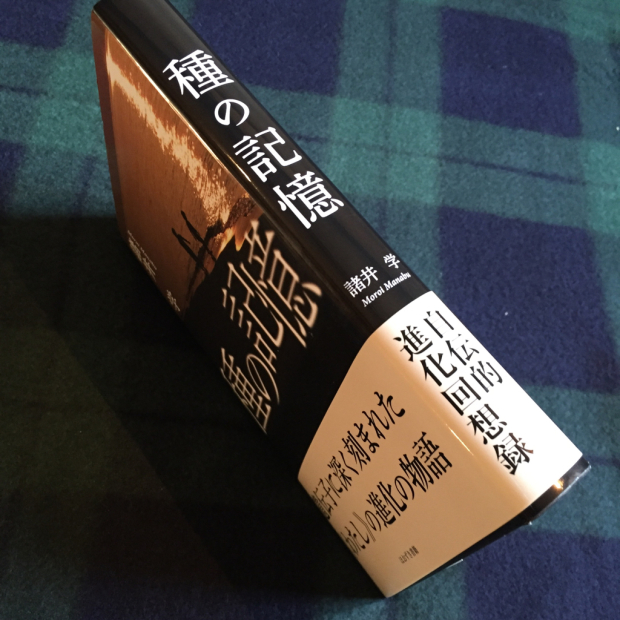 種の記憶
諸井 学
Moroi Manabu
自伝的
進化回想録
種の記憶
伝子に深く刻まれた
たし》の進化の物語